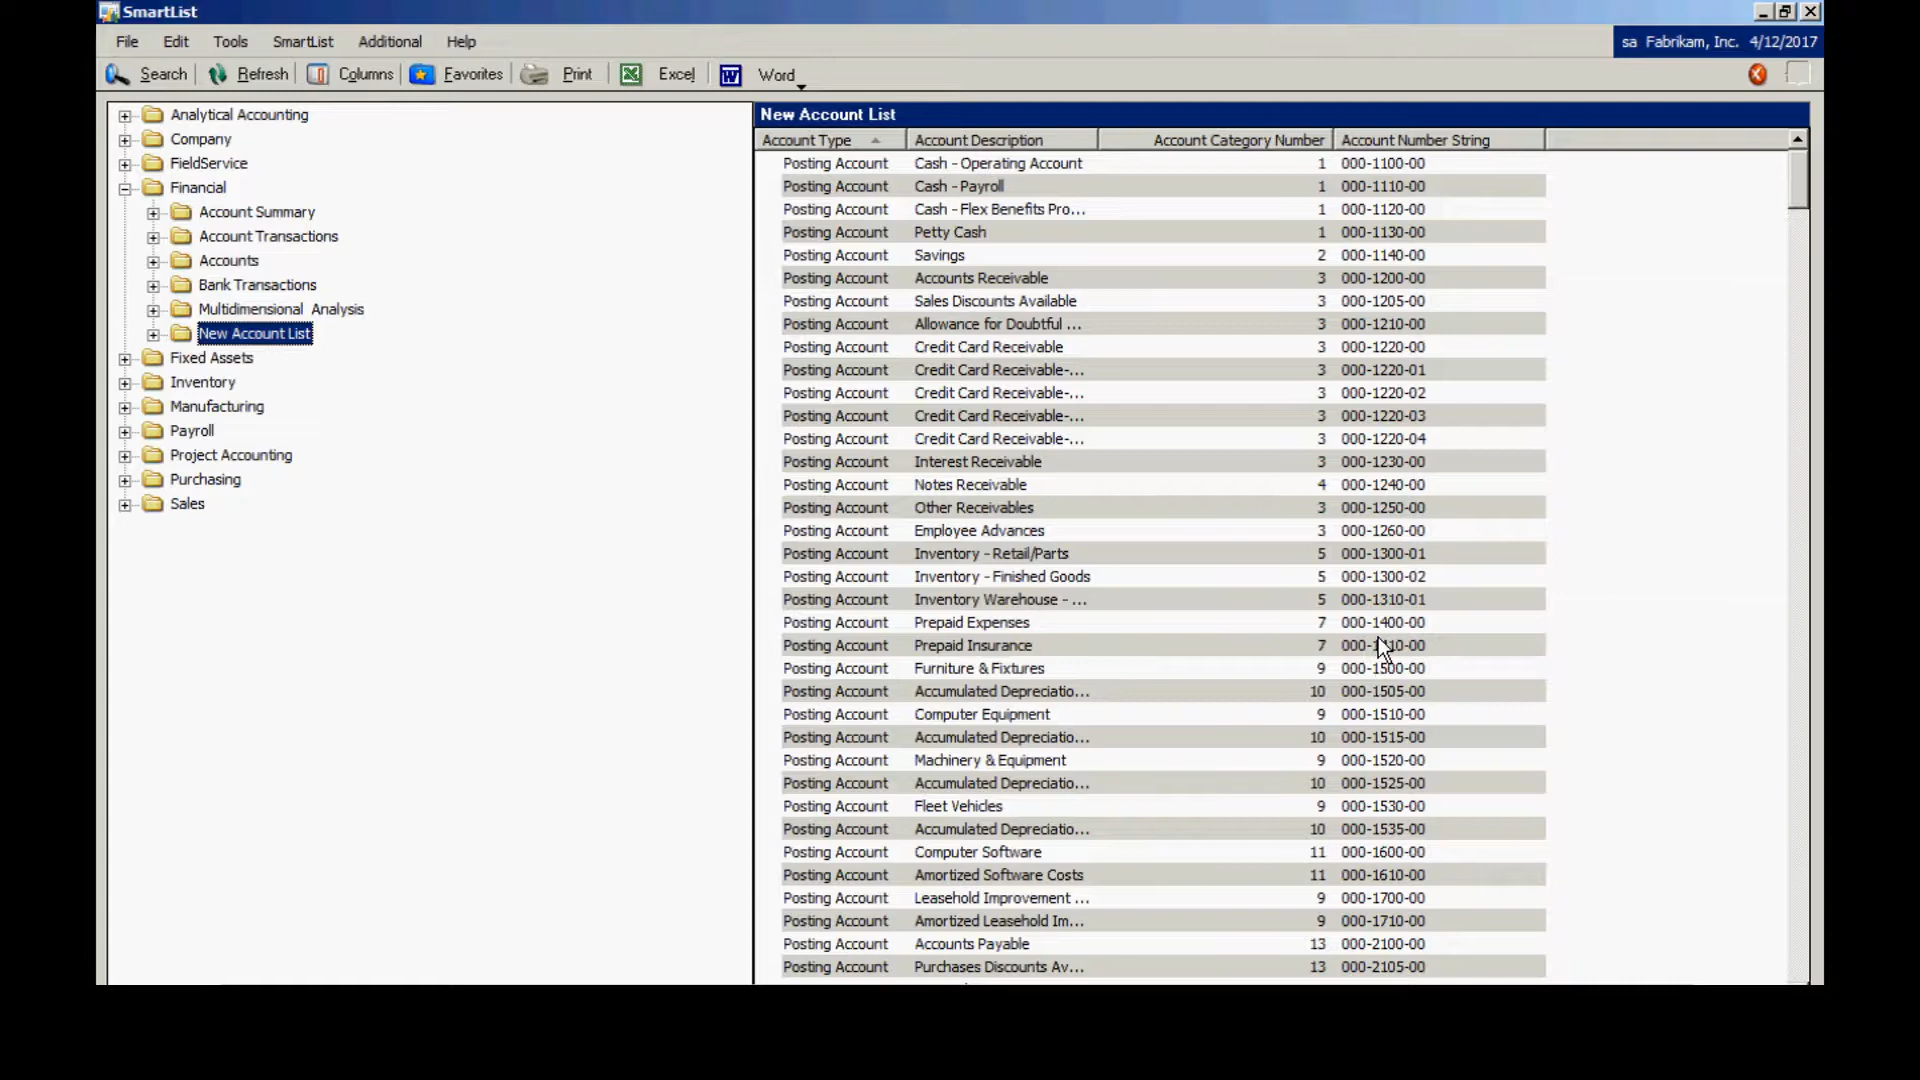 SmartList
File Edit Tools SmartList Additional Help
sa Fabrikam, Inc. 4/12/2017
Search Refresh Columns Favorites Print Excel Word
Analytical Accounting
Company
FieldService
Financial
Account Summary
Account Transactions
Accounts
Bank Transactions
Multidimensional Analysis
New Account List
Fixed Assets
Inventory
Manufacturing
Payroll
Project Accounting
Purchasing
Sales
New Account List
Account Type Account Description Account Category Number Account Number String
Posting Account Cash - Operating Account 1 000-1100-00
Posting Account Cash - Payroll 1 000-1110-00
Posting Account Cash - Flex Benefits Pro... 1 000-1120-00
Posting Account Petty Cash 1 000-1130-00
Posting Account Savings 2 000-1140-00
Posting Account Accounts Receivable 3 000-1200-00
Posting Account Sales Discounts Available 3 000-1205-00
Posting Account Allowance for Doubtful ... 3 000-1210-00
Posting Account Credit Card Receivable 3 000-1220-00
Posting Account Credit Card Receivable-... 3 000-1220-01
Posting Account Credit Card Receivable-... 3 000-1220-02
Posting Account Credit Card Receivable-... 3 000-1220-03
Posting Account Credit Card Receivable-... 3 000-1220-04
Posting Account Interest Receivable 3 000-1230-00
Posting Account Notes Receivable 4 000-1240-00
Posting Account Other Receivables 3 000-1250-00
Posting Account Employee Advances 3 000-1260-00
Posting Account Inventory - Retail/Parts 5 000-1300-01
Posting Account Inventory - Finished Goods 5 000-1300-02
Posting Account Inventory Warehouse - ... 5 000-1310-01
Posting Account Prepaid Expenses 7 000-1400-00
Posting Account Prepaid Insurance 7 000-1410-00
Posting Account Furniture & Fixtures 9 000-1500-00
Posting Account Accumulated Depreciatio... 10 000-1505-00
Posting Account Computer Equipment 9 000-1510-00
Posting Account Accumulated Depreciatio... 10 000-1515-00
Posting Account Machinery & Equipment 9 000-1520-00
Posting Account Accumulated Depreciatio... 10 000-1525-00
Posting Account Fleet Vehicles 9 000-1530-00
Posting Account Accumulated Depreciatio... 10 000-1535-00
Posting Account Computer Software 11 000-1600-00
Posting Account Amortized Software Costs 11 000-1610-00
Posting Account Leasehold Improvement ... 9 000-1700-00
Posting Account Amortized Leasehold Im... 9 000-1710-00
Posting Account Accounts Payable 13 000-2100-00
Posting Account Purchases Discounts Av... 13 000-2105-00